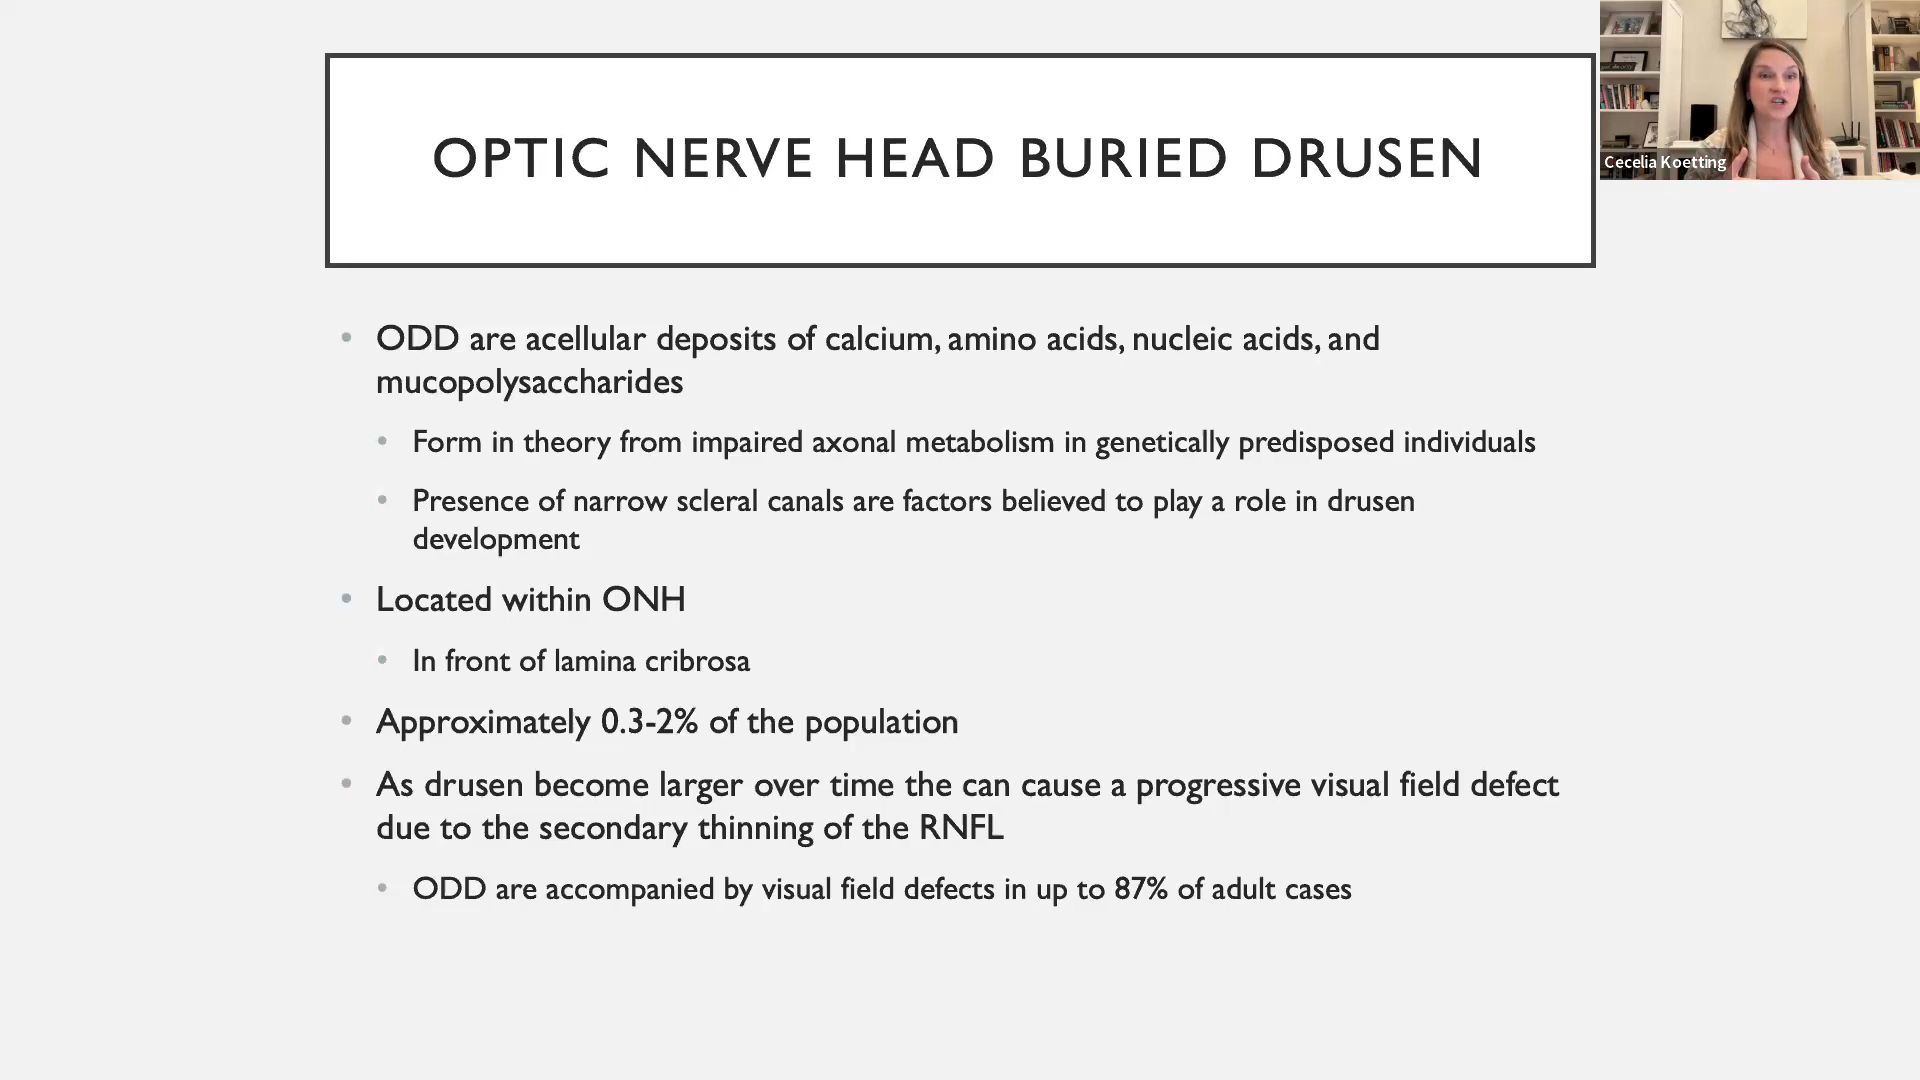 OPTIC NERVE HEAD BURIED DRUSEN
Cecelia Koetting
• ODD are acellular deposits of calcium, amino acids, nucleic acids, and
mucopolysaccharides
• Form in theory from impaired axonal metabolism in genetically predisposed individuals
• Presence of narrow scleral canals are factors believed to play a role in drusen
development
• Located within ONH
• In front of lamina cribrosa
• Approximately 0.3-2% of the population
• As drusen become larger over time the can cause a progressive visual field defect
due to the secondary thinning of the RNFL
• ODD are accompanied by visual field defects in up to 87% of adult cases